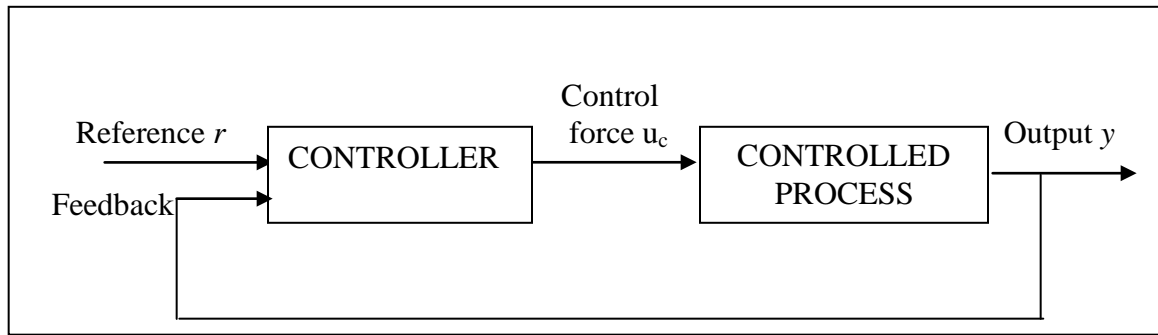 Control
force u_c
Reference r
CONTROLLER
CONTROLLED
PROCESS
Output y
Feedback